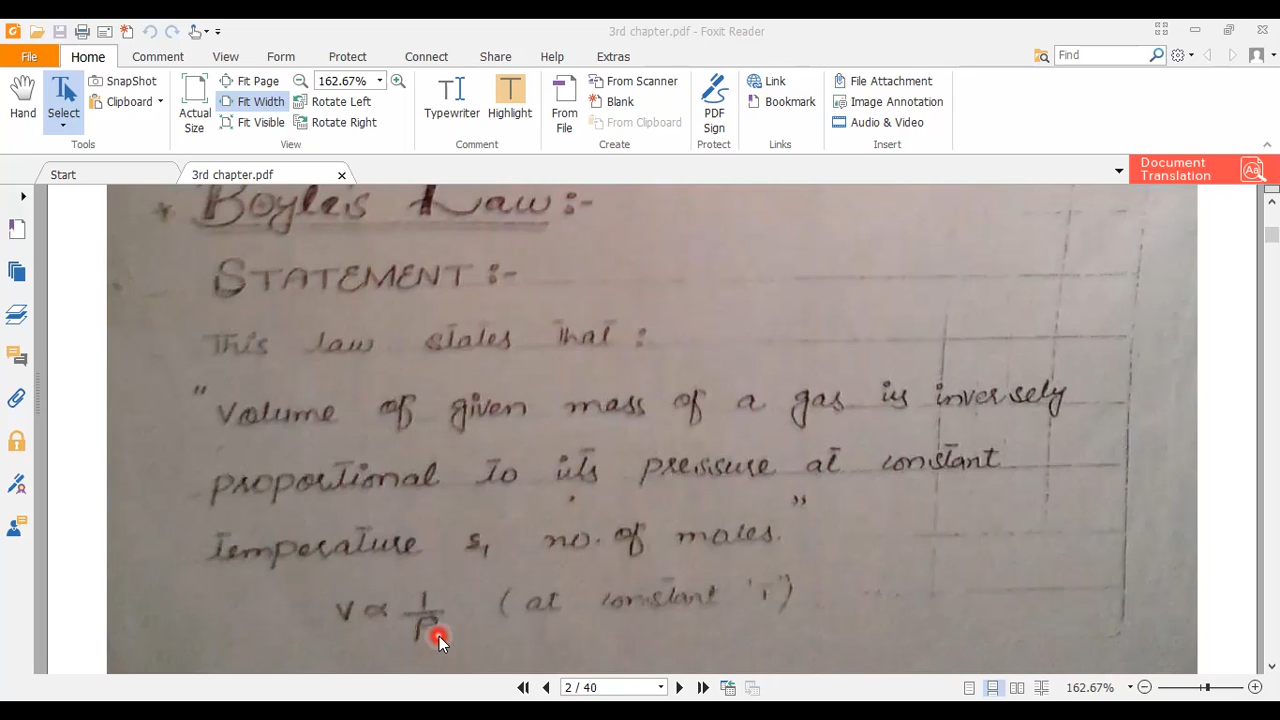 3rd chapter.pdf - Foxit Reader
File Home Comment View Form Protect Connect Share Help Extras Find
SnapShot Fit Page 162.67% From Scanner Link File Attachment
Hand Select Clipboard Actual Size Fit Width Rotate Left Typewriter Highlight From File Blank PDF Sign Bookmark Image Annotation
Fit Visible Rotate Right From Clipboard Audio & Video
Tools View Comment Create Protect Links Insert
Start 3rd chapter.pdf Document Translation
* Boyle's Law :-
STATEMENT :-
This law states that :
"Volume of given mass of a gas is inversely
proportional to its pressure at constant
temperature & no. of moles."
V ∝ 1/P (at constant 'T')
2 / 40 162.67%